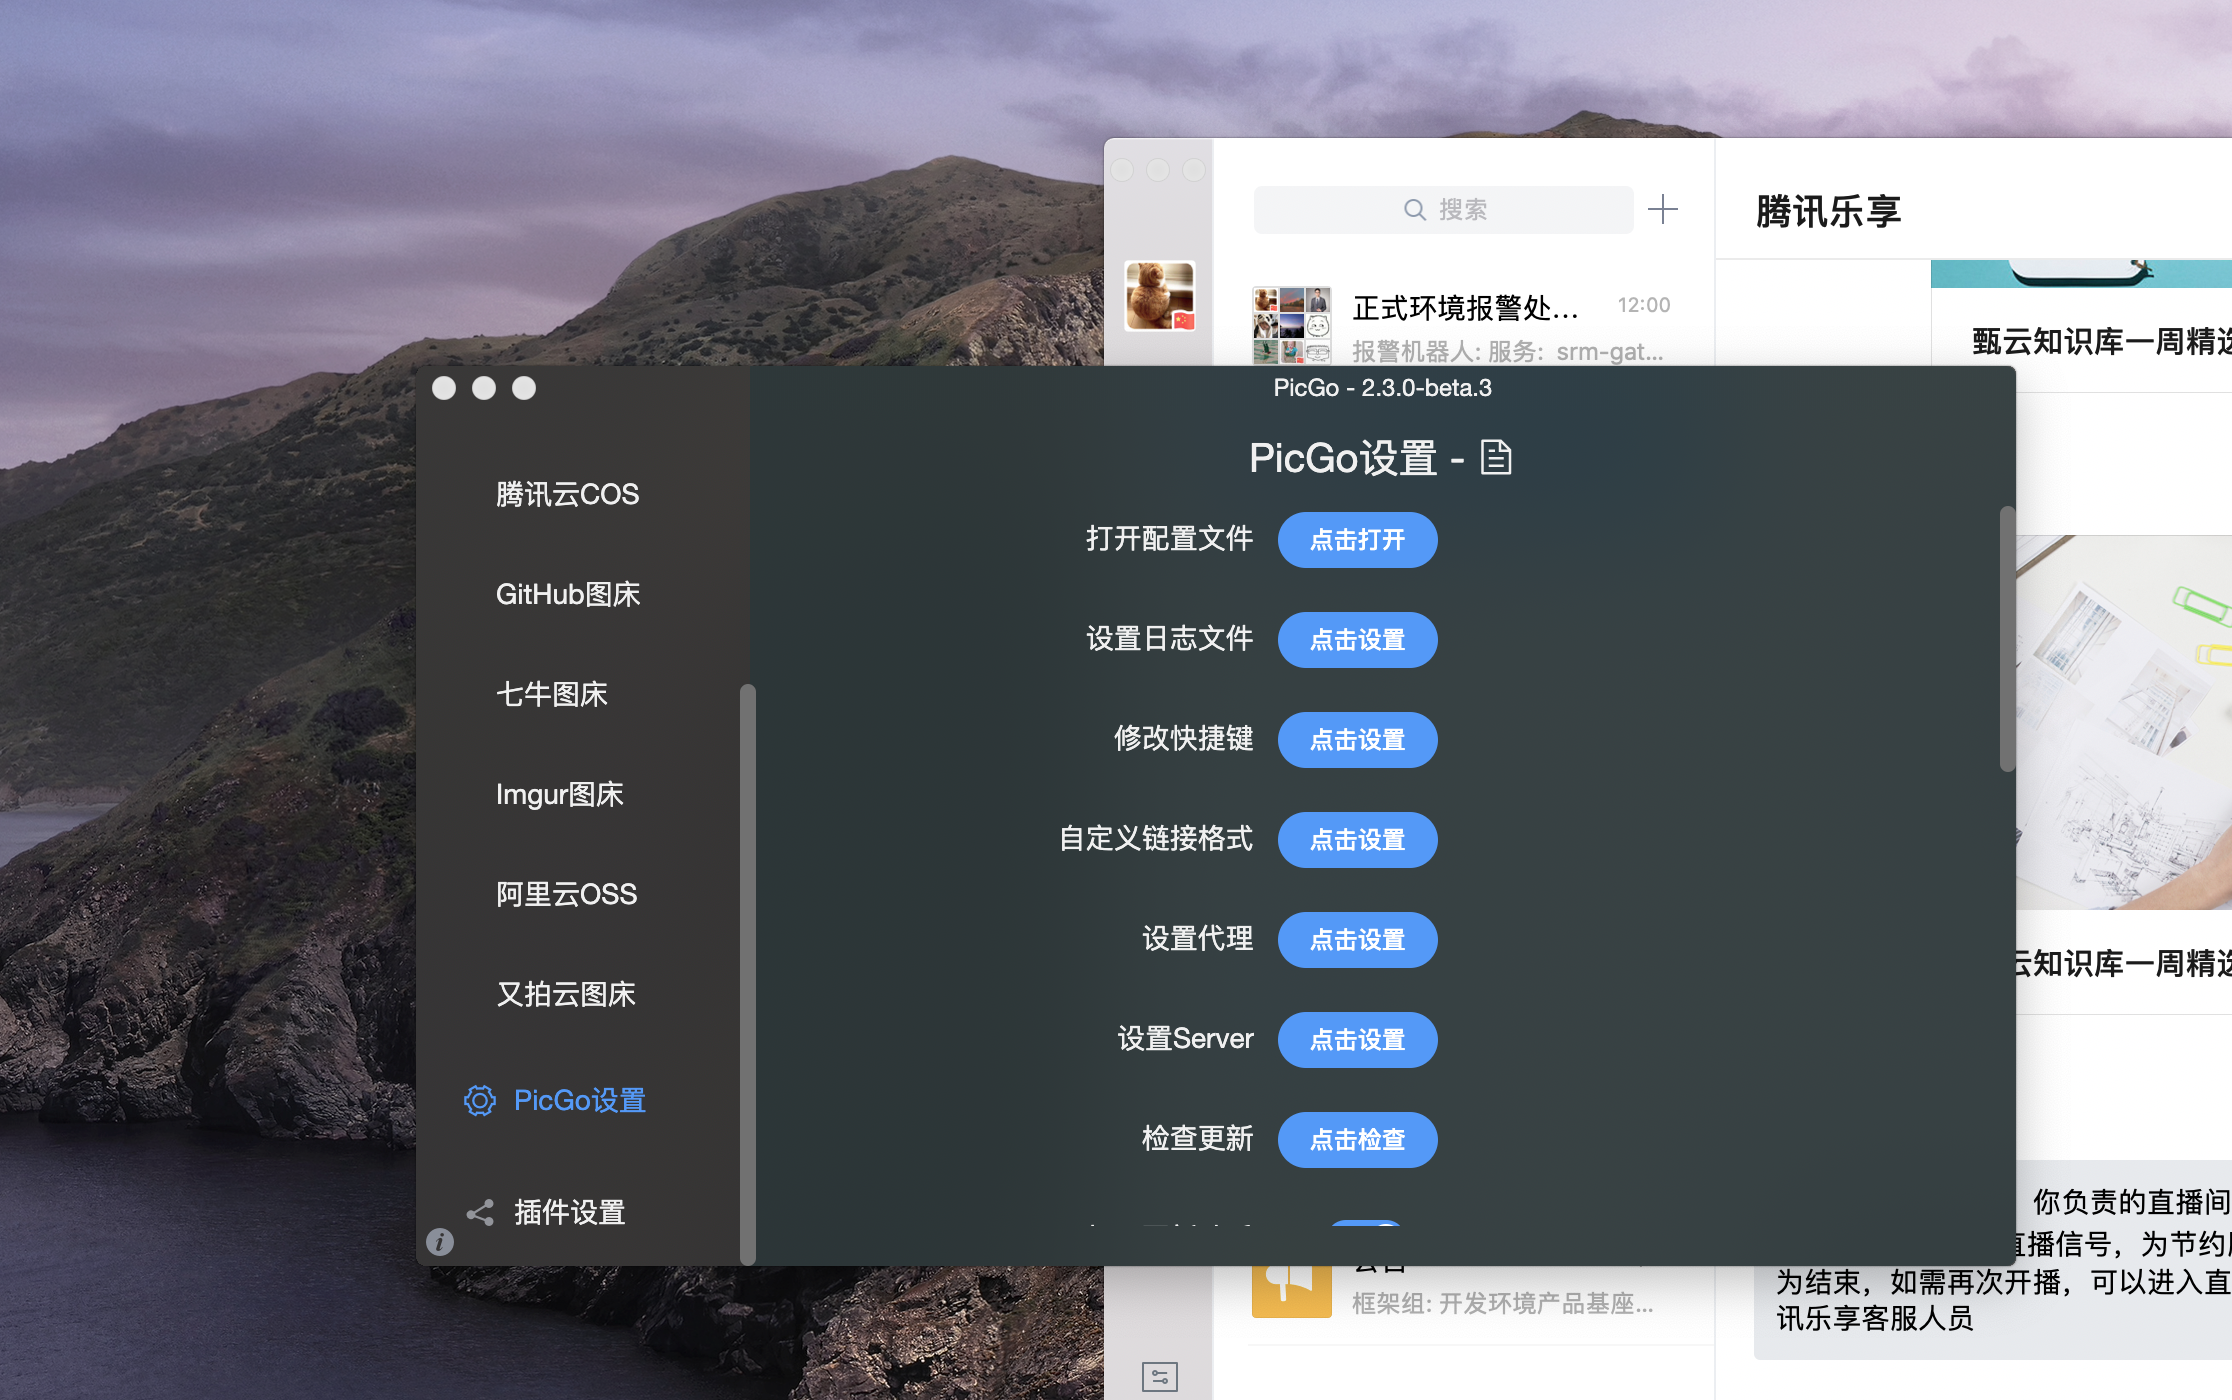 搜索
腾讯乐享
正式环境报警处... 12:00
报警机器人: 服务: srm-gat...
甄云知识库一周精选
PicGo - 2.3.0-beta.3
PicGo设置 -
腾讯云COS
GitHub图床
七牛图床
Imgur图床
阿里云OSS
又拍云图床
PicGo设置
插件设置
打开配置文件 点击打开
设置日志文件 点击设置
修改快捷键 点击设置
自定义链接格式 点击设置
设置代理 点击设置
设置Server 点击设置
检查更新 点击检查
云知识库一周精选
你负责的直播间
直播信号，为节约
为结束，如需再次开播，可以进入直
讯乐享客服人员
框架组: 开发环境产品基座...